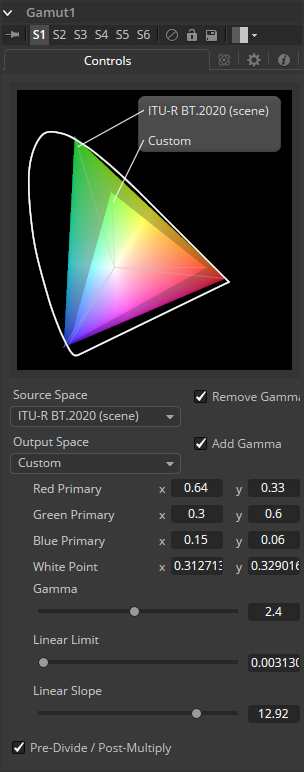 Gamut1
S1 S2 S3 S4 S5 S6
Controls
ITU-R BT.2020 (scene)
Custom
Source Space
Remove Gamma
ITU-R BT.2020 (scene)
Output Space
Add Gamma
Custom
Red Primary x 0.64 y 0.33
Green Primary x 0.3 y 0.6
Blue Primary x 0.15 y 0.06
White Point x 0.312713 y 0.329016
Gamma
2.4
Linear Limit
0.003130
Linear Slope
12.92
Pre-Divide / Post-Multiply